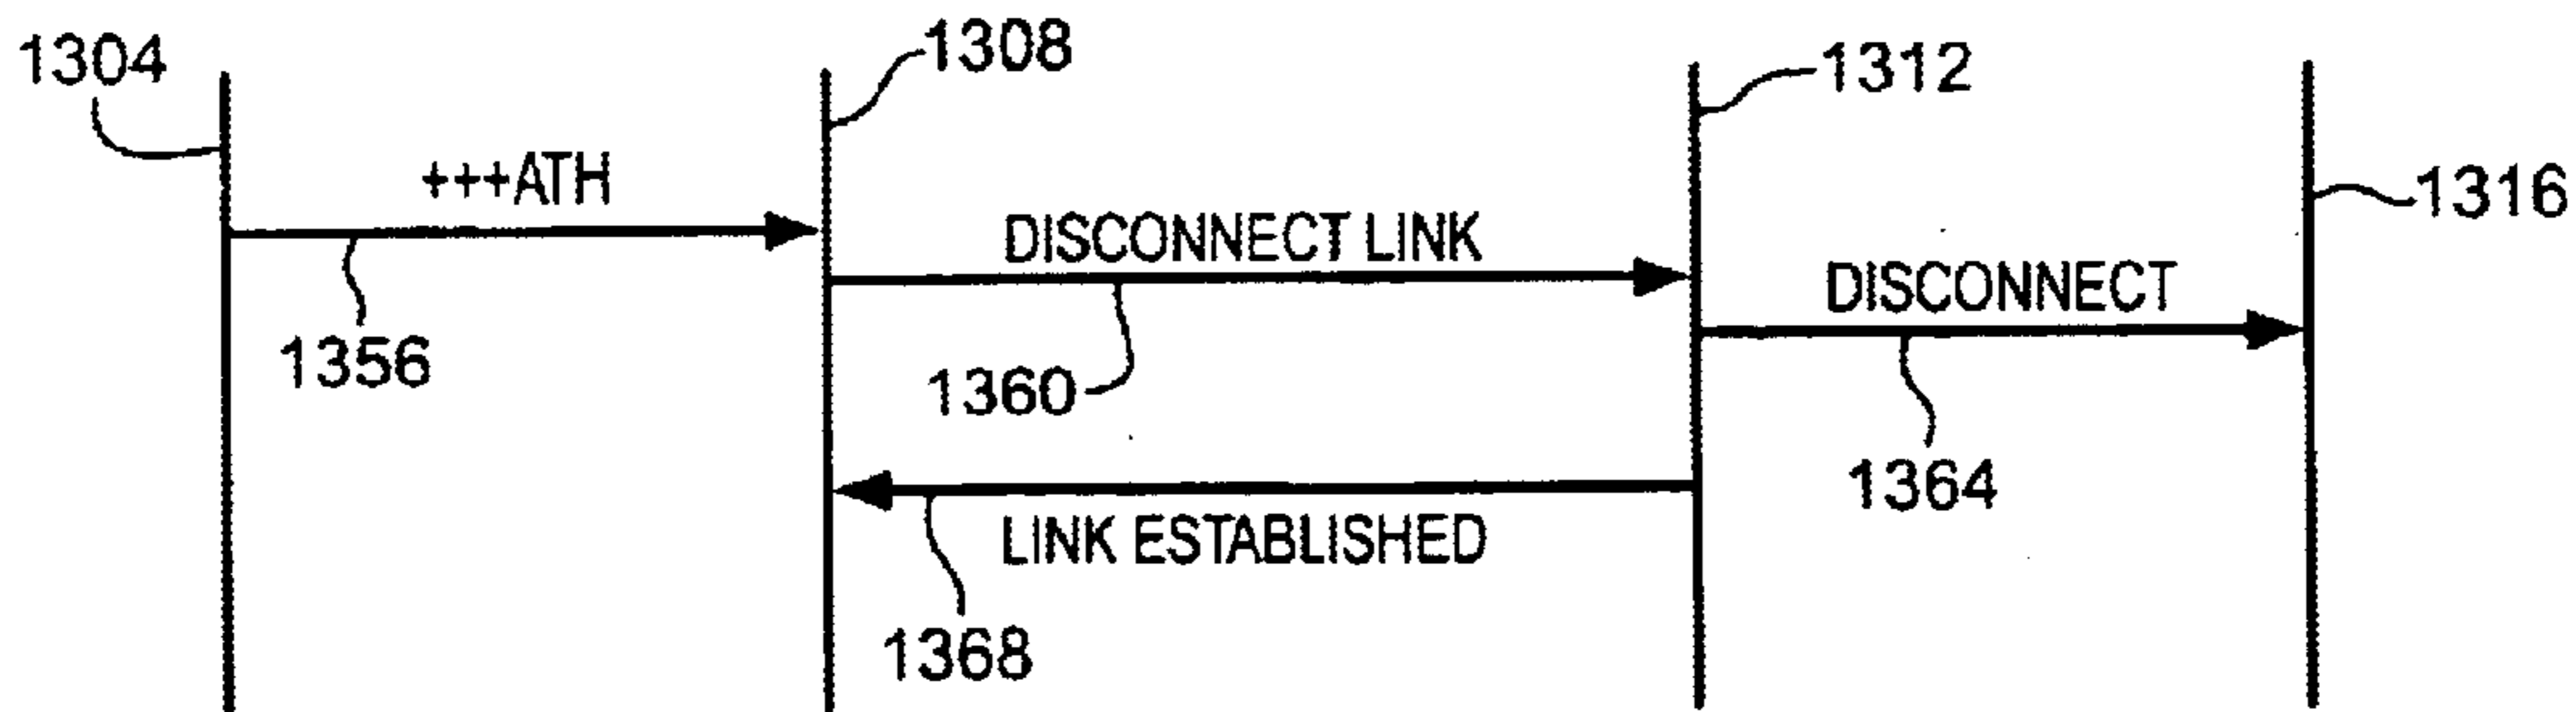 1304
1308
1312
1316
+++ATH
DISCONNECT LINK
DISCONNECT
1356
1360
1364
LINK ESTABLISHED
1368